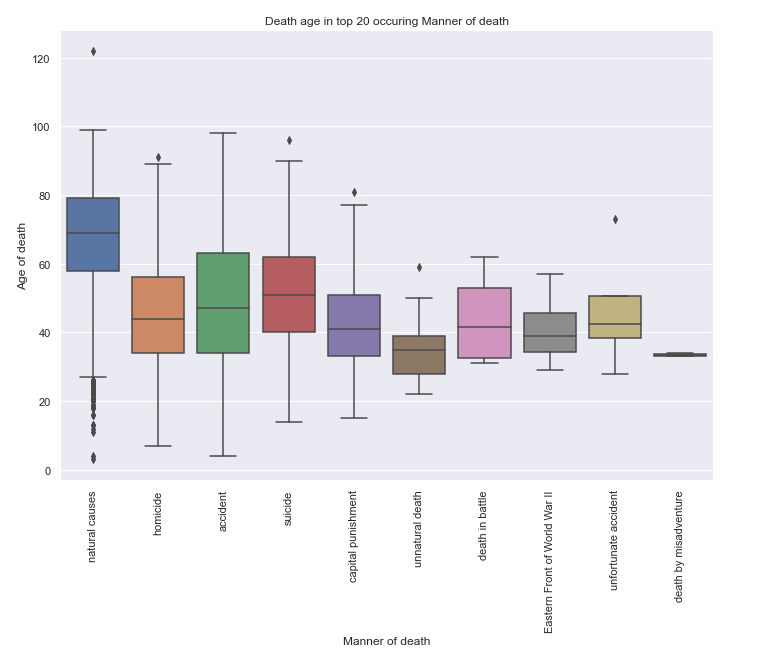 Death age in top 20 occuring Manner of death
120
100
80
60
40
20
0
Age of death
natural causes
homicide
accident
suicide
capital punishment
unnatural death
death in battle
Eastern Front of World War II
unfortunate accident
death by misadventure
Manner of death